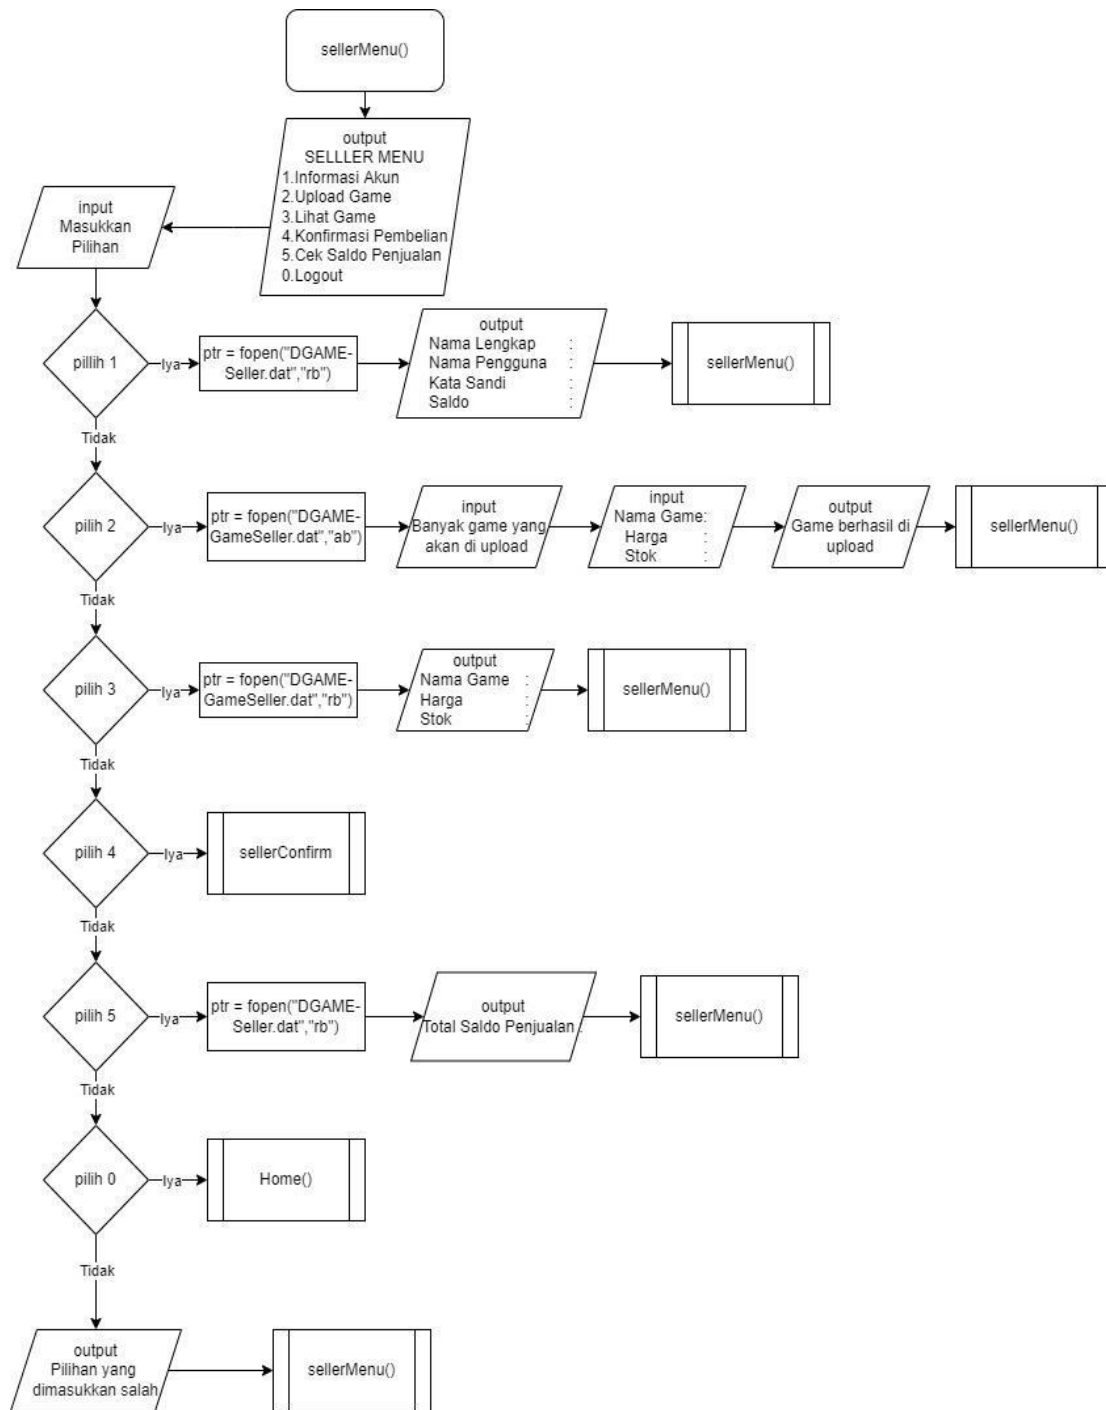 sellerMenu()
output
SELLLER MENU
1.Informasi Akun
2.Upload Game
3.Lihat Game
4.Konfirmasi Pembelian
5.Cek Saldo Penjualan
0.Logout
input
Masukkan
Pilihan
pillih 1
Iya
ptr = fopen("DGAME-
Seller.dat","rb")
output
Nama Lengkap :
Nama Pengguna :
Kata Sandi :
Saldo :
sellerMenu()
Tidak
pilih 2
Iya
ptr = fopen("DGAME-
GameSeller.dat","ab")
input
Banyak game yang
akan di upload
input
Nama Game:
Harga :
Stok :
output
Game berhasil di
upload
sellerMenu()
Tidak
pilih 3
Iya
ptr = fopen("DGAME-
GameSeller.dat","rb")
output
Nama Game :
Harga :
Stok :
sellerMenu()
Tidak
pilih 4
Iya
sellerConfirm
Tidak
pilih 5
Iya
ptr = fopen("DGAME-
Seller.dat","rb")
output
Total Saldo Penjualan :
sellerMenu()
Tidak
pilih 0
Iya
Home()
Tidak
output
Pilihan yang
dimasukkan salah
sellerMenu()